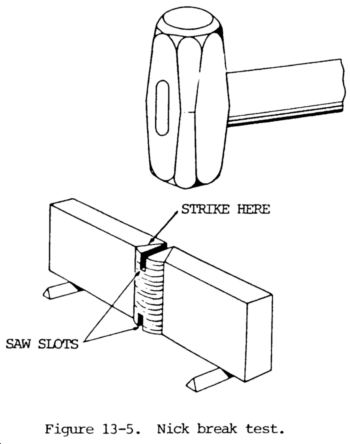 STRIKE HERE
SAW SLOTS
Figure 13-5. Nick break test.